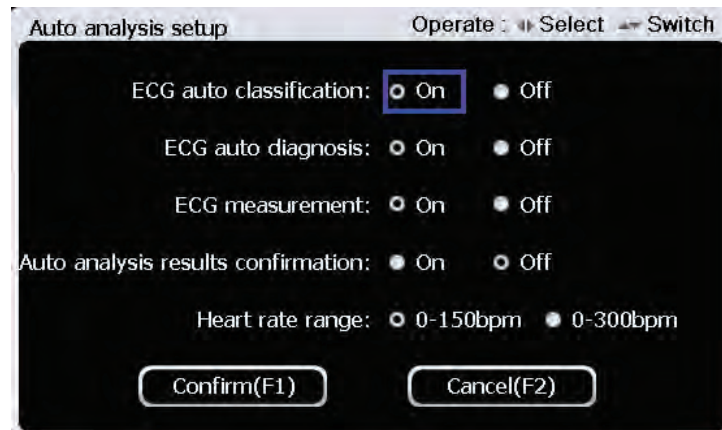 Auto analysis setup Operate : Select Switch
ECG auto classification: On Off
ECG auto diagnosis: On Off
ECG measurement: On Off
Auto analysis results confirmation: On Off
Heart rate range: 0-150bpm 0-300bpm
Confirm(F1) Cancel(F2)